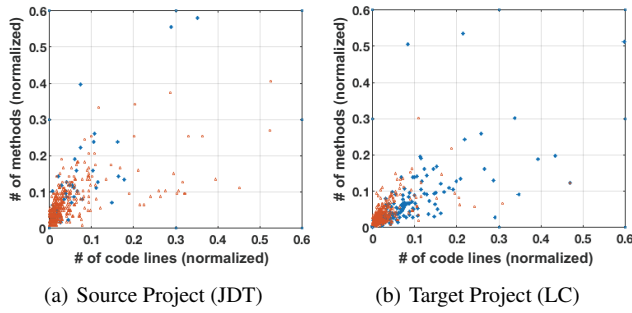 0.6
0.5
0.4
0.3
0.2
0.1
0
0 0.1 0.2 0.3 0.4 0.5 0.6
# of methods (normalized)
# of code lines (normalized)
(a) Source Project (JDT)
0.6
0.5
0.4
0.3
0.2
0.1
0
0 0.1 0.2 0.3 0.4 0.5 0.6
# of methods (normalized)
# of code lines (normalized)
(b) Target Project (LC)